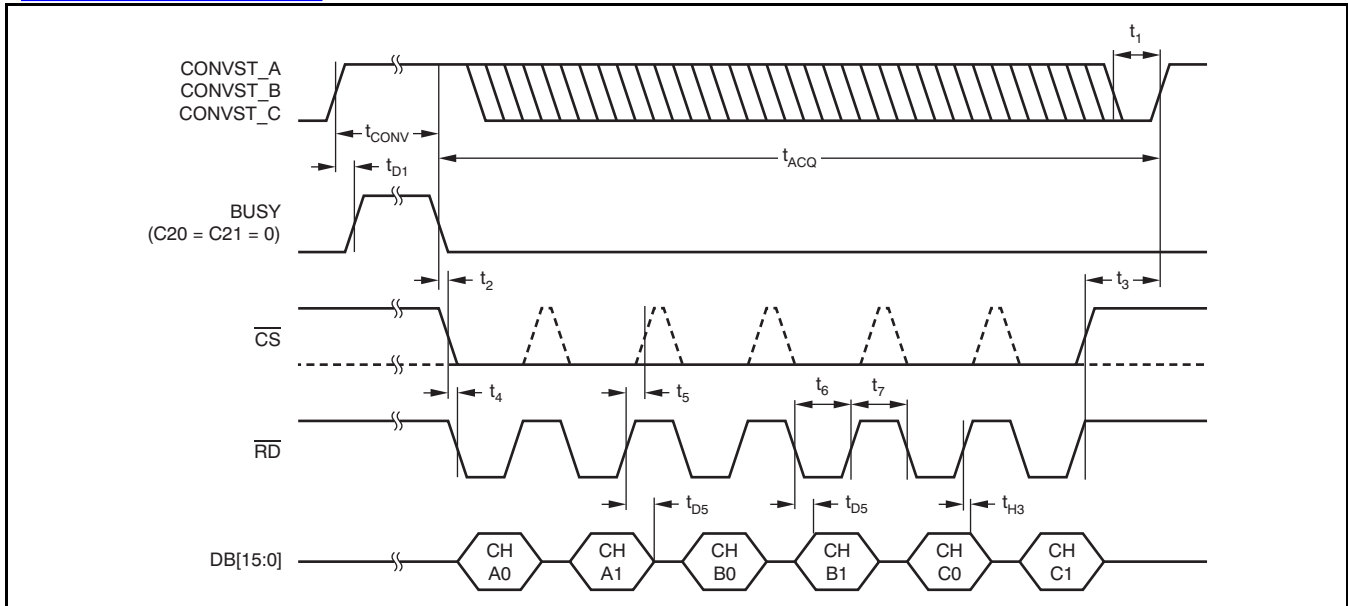 t1
CONVST_A
CONVST_B
CONVST_C
tCONV
tACQ
tD1
BUSY
(C20 = C21 = 0)
t2
t3
CS
t4
t5
t6
t7
RD
tD5
tD5
tH3
DB[15:0]
CH
A0
CH
A1
CH
B0
CH
B1
CH
C0
CH
C1